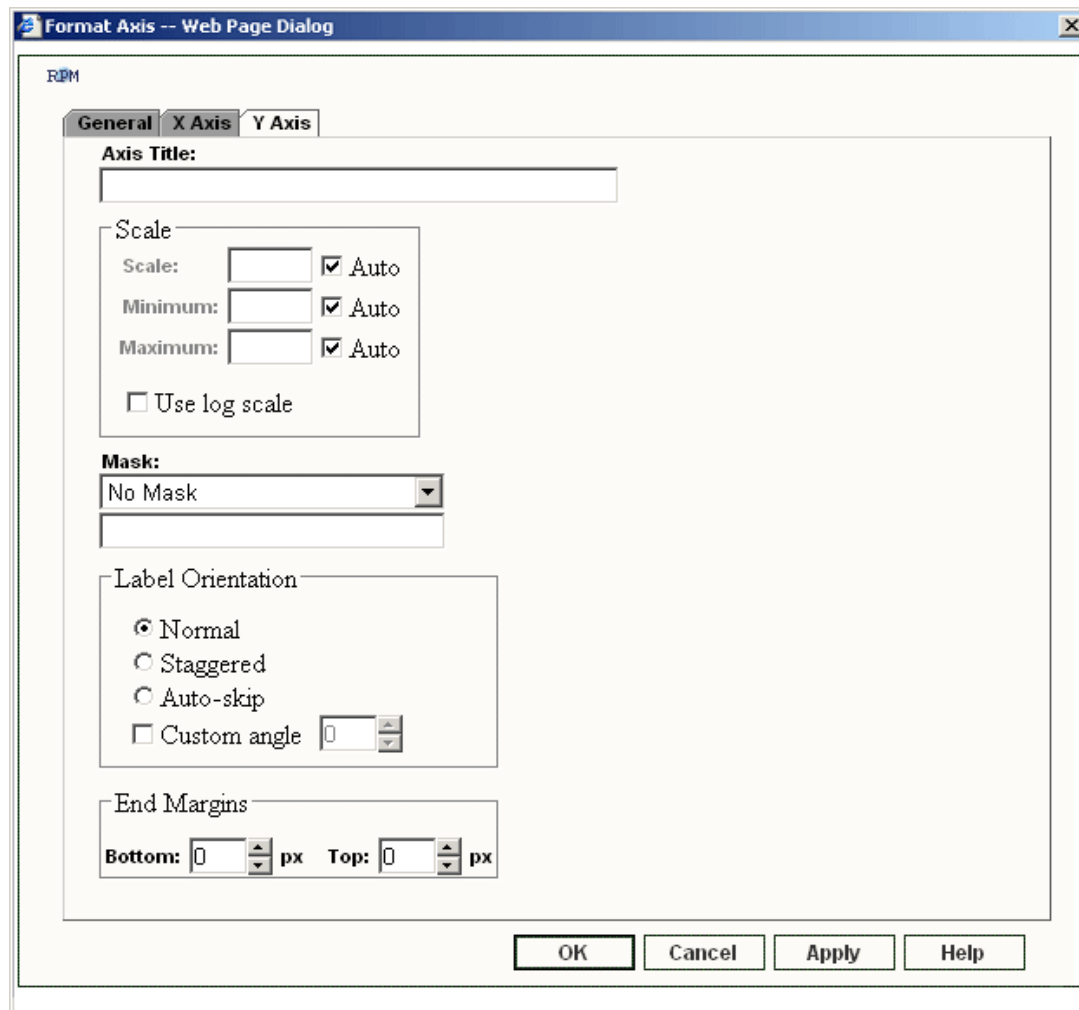 Format Axis -- Web Page Dialog
RPM
General X Axis Y Axis
Axis Title:
Scale
Scale: Auto
Minimum: Auto
Maximum: Auto
Use log scale
Mask:
No Mask
Label Orientation
Normal
Staggered
Auto-skip
Custom angle 0
End Margins
Bottom: 0 px Top: 0 px
OK Cancel Apply Help